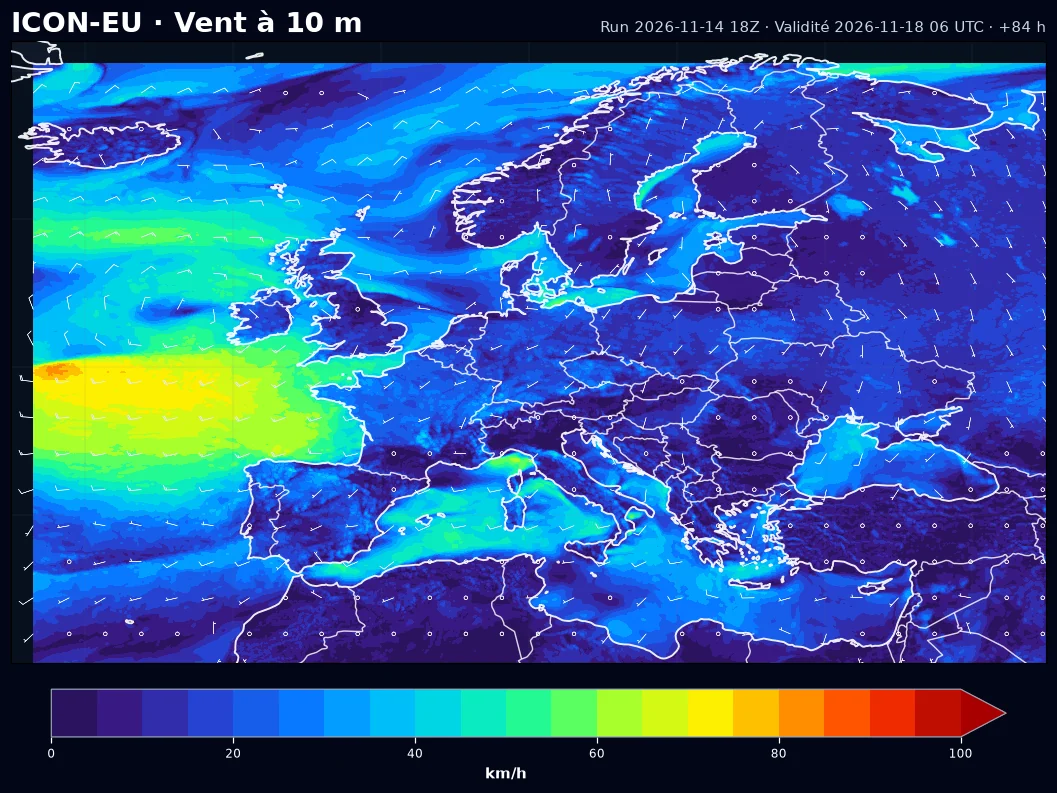 ICON-EU · Vent à 10 m
Run 2026-11-14 18Z · Validité 2026-11-18 06 UTC · +84 h
0 20 40 60 80 100
km/h